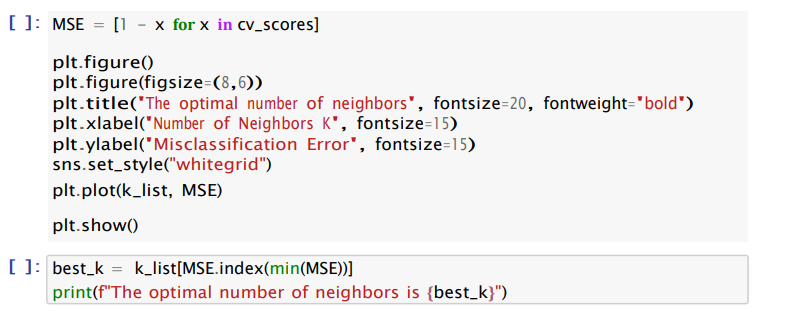 [ ]: MSE = [1 - x for x in cv_scores]
plt.figure()
plt.figure(figsize=(8,6))
plt.title("The optimal number of neighbors", fontsize=20, fontweight="bold")
plt.xlabel("Number of Neighbors K", fontsize=15)
plt.ylabel("Misclassification Error", fontsize=15)
sns.set_style("whitegrid")
plt.plot(k_list, MSE)
plt.show()
[ ]: best_k = k_list[MSE.index(min(MSE))]
print(f"The optimal number of neighbors is {best_k}")